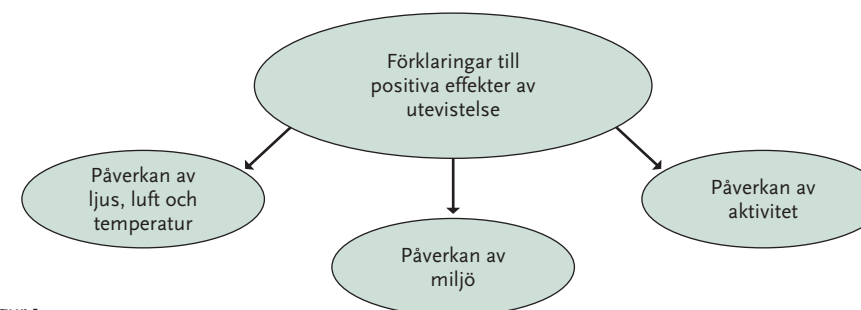 Förklaringar till
positiva effekter av
utevistelse
Påverkan av
ljus, luft och
temperatur
Påverkan av
miljö
Påverkan av
aktivitet